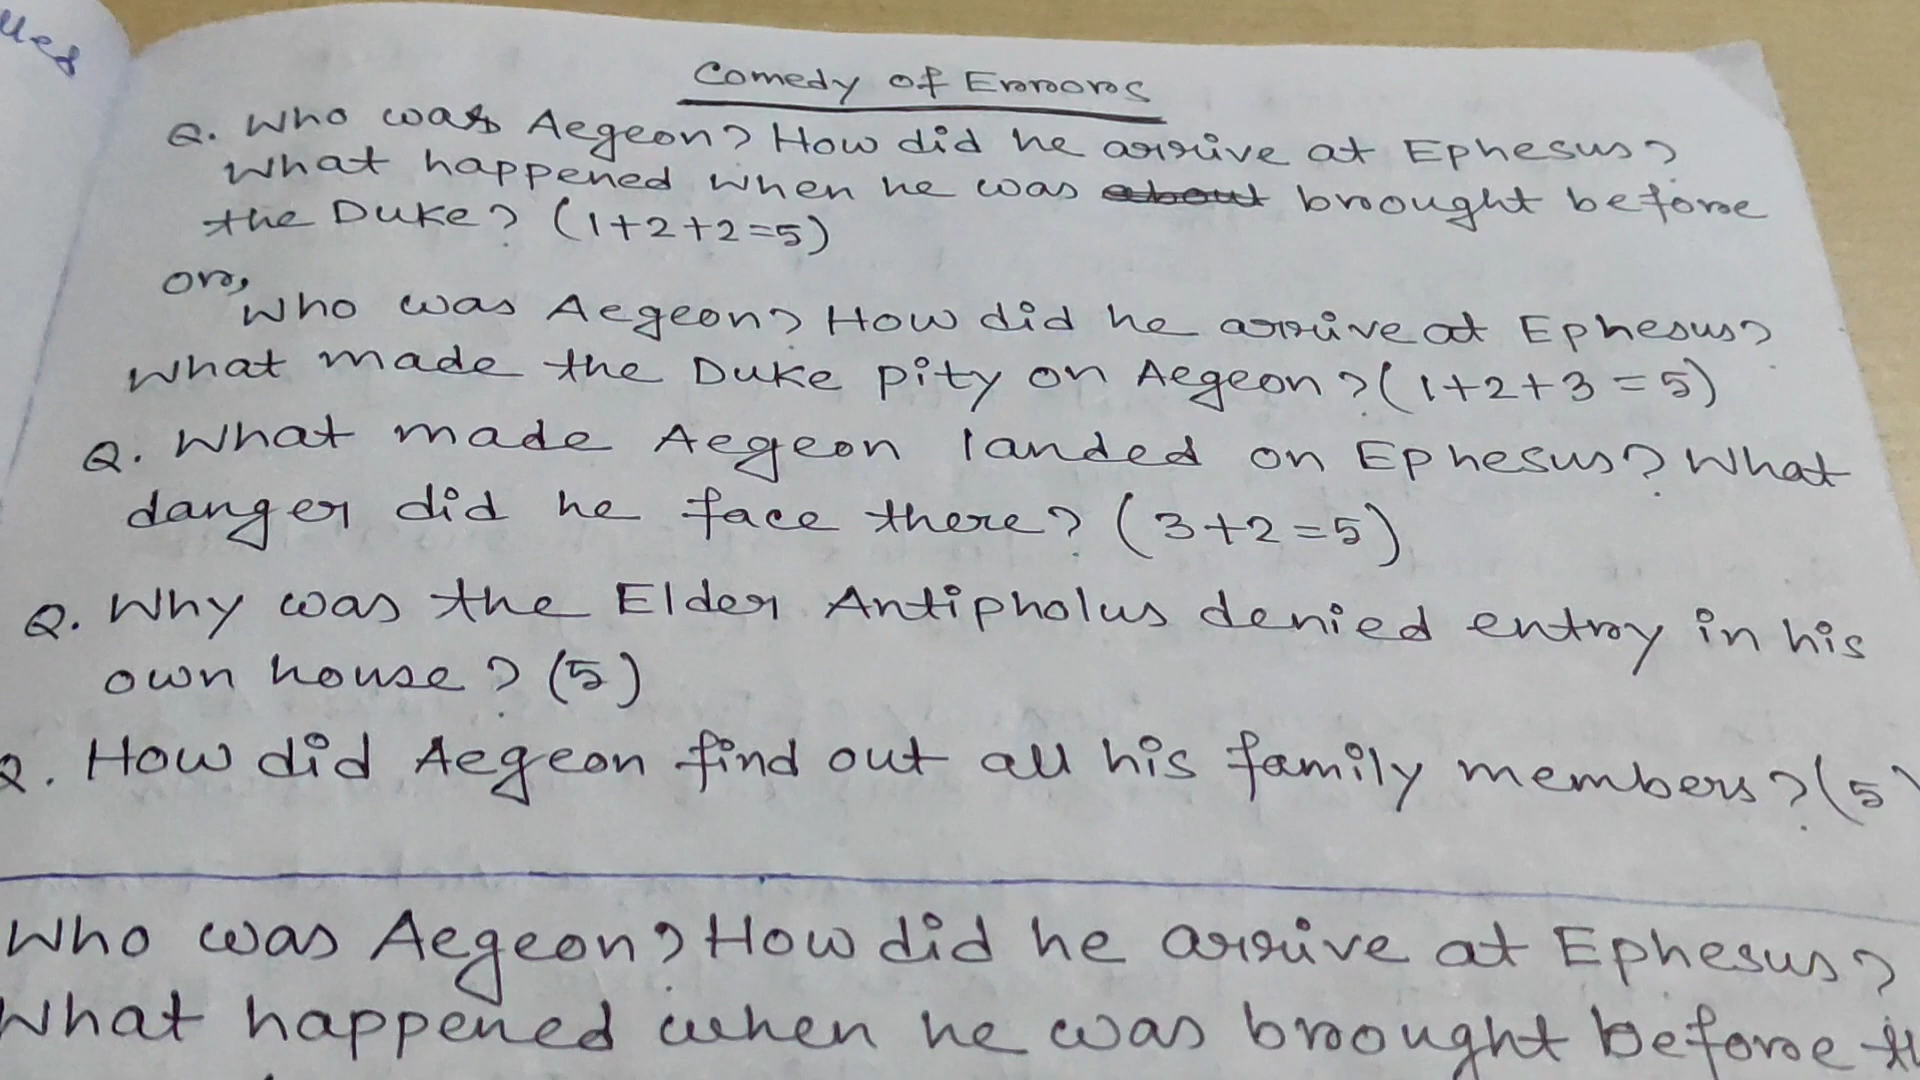 Comedy of Errors
Q. Who was Aegeon? How did he arrive at Ephesus?
What happened when he was about brought before
the Duke? (1+2+2=5)
or,
Who was Aegeon? How did he arrive at Ephesus?
What made the Duke pity on Aegeon? (1+2+3=5)
Q. What made Aegeon landed on Ephesus? What
danger did he face there? (3+2=5)
Q. Why was the Elder Antipholus denied entry in his
own house? (5)
Q. How did Aegeon find out all his family members? (5)
Who was Aegeon? How did he arrive at Ephesus?
What happened when he was brought before